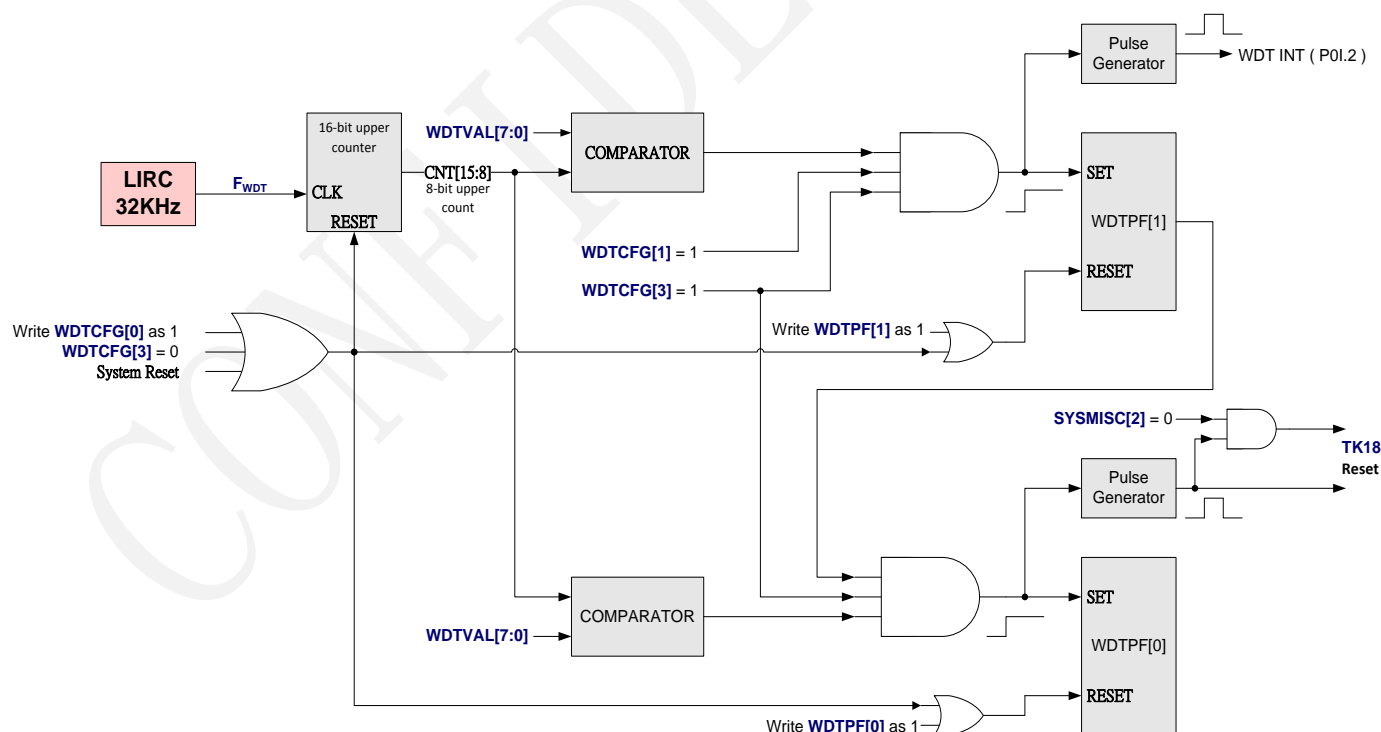 CONFIDE
Pulse
Generator
WDT INT ( P0I.2 )
16-bit upper
counter
CLK
RESET
LIRC
32KHz
FWDT
CNT[15:8]
8-bit upper
count
WDTVAL[7:0]
COMPARATOR
WDTCFG[1] = 1
WDTCFG[3] = 1
SET
WDTPF[1]
RESET
Write WDTPF[1] as 1
Write WDTCFG[0] as 1
WDTCFG[3] = 0
System Reset
SYSMISC[2] = 0
TK18
Reset
Pulse
Generator
COMPARATOR
WDTVAL[7:0]
SET
WDTPF[0]
RESET
Write WDTPF[0] as 1